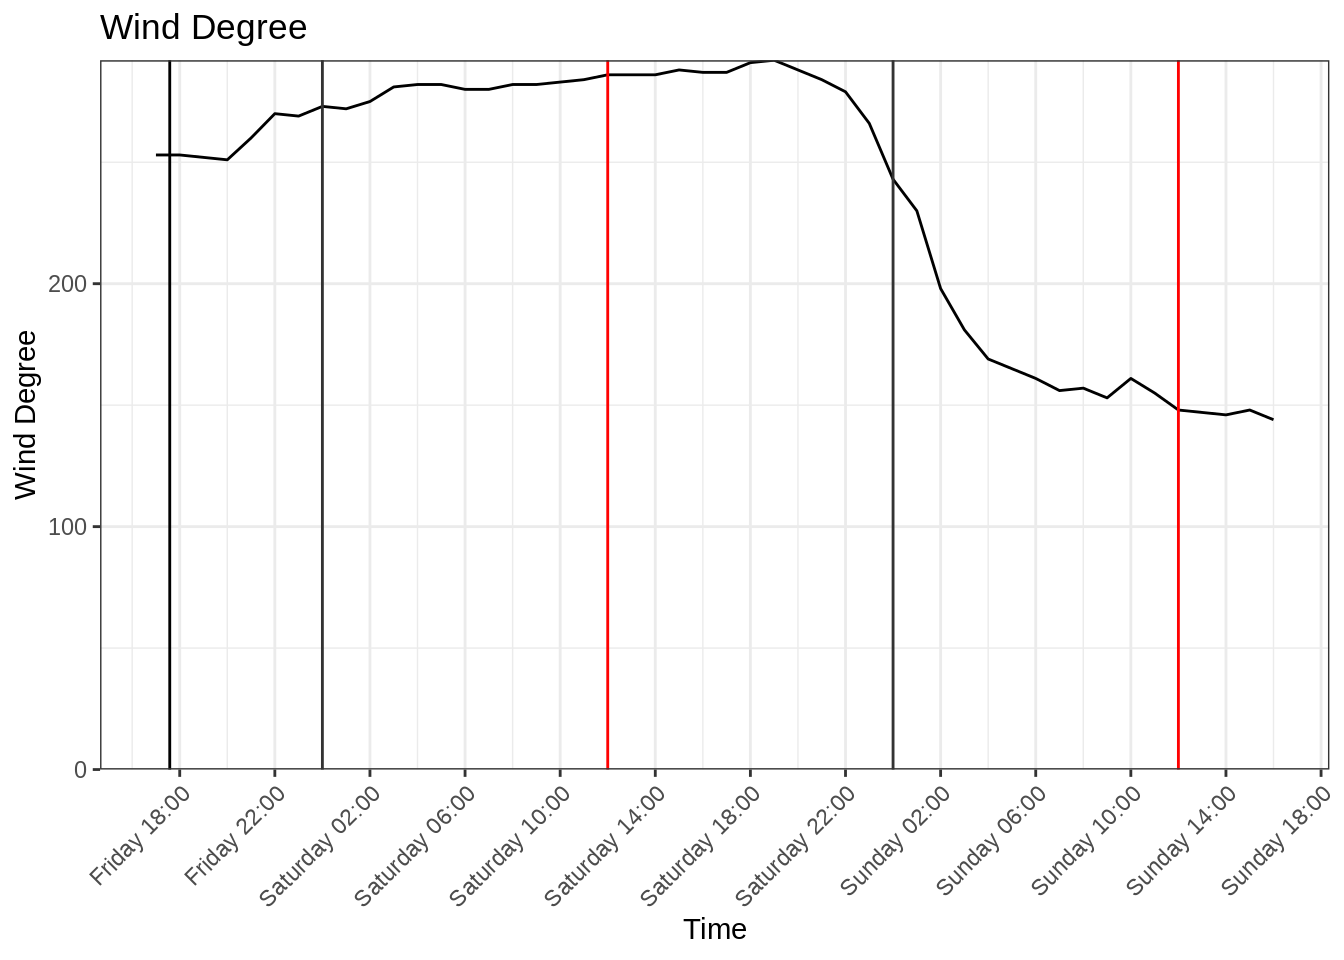 Wind Degree
Wind Degree
200
100
0
Friday 18:00
Friday 22:00
Saturday 02:00
Saturday 06:00
Saturday 10:00
Saturday 14:00
Saturday 18:00
Saturday 22:00
Sunday 02:00
Sunday 06:00
Sunday 10:00
Sunday 14:00
Sunday 18:00
Time